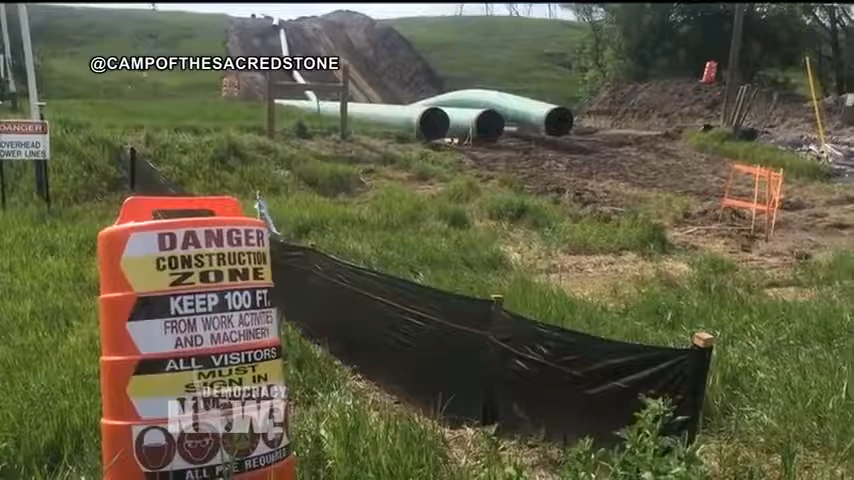 @CAMPOFTHESACREDSTONE
DANGER
OVERHEAD
POWER LINES
DANGER
CONSTRUCTION
ZONE
KEEP 100 FT.
FROM WORK ACTIVITIES
AND MACHINERY
ALL VISITORS
MUST
SIGN IN
DEMOCRACY
NOW!
ALL PPE REQUIRED